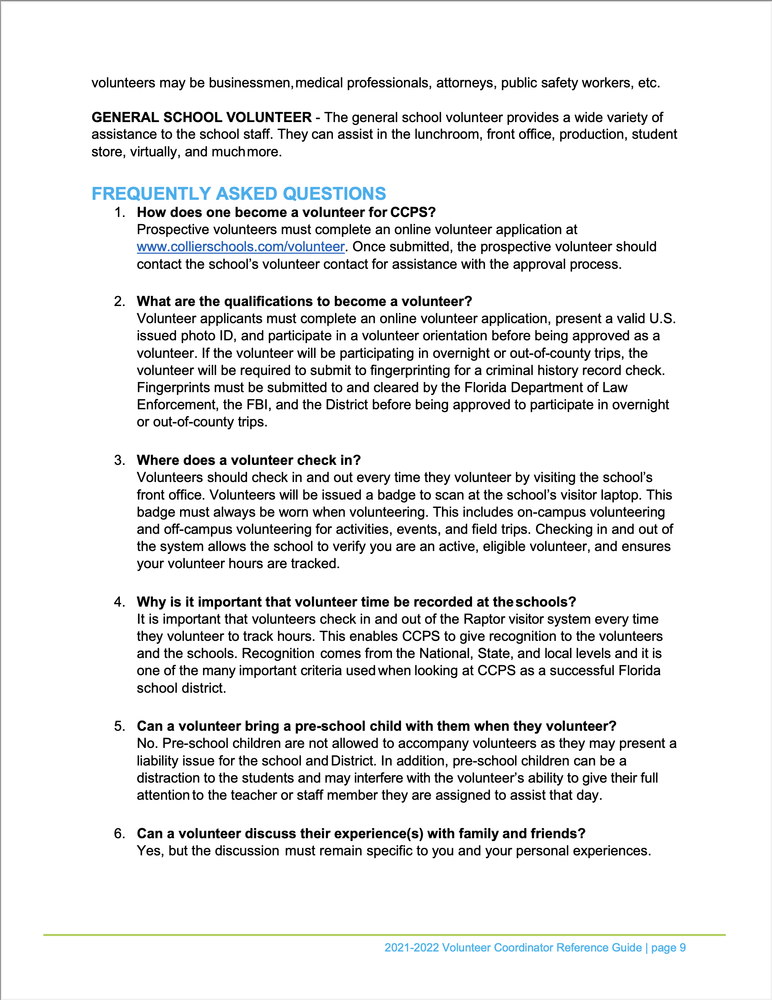 volunteers may be businessmen, medical professionals, attorneys, public safety workers, etc.
GENERAL SCHOOL VOLUNTEER - The general school volunteer provides a wide variety of
assistance to the school staff. They can assist in the lunchroom, front office, production, student
store, virtually, and much more.
FREQUENTLY ASKED QUESTIONS
1. How does one become a volunteer for CCPS?
Prospective volunteers must complete an online volunteer application at
www.collierschools.com/volunteer. Once submitted, the prospective volunteer should
contact the school’s volunteer contact for assistance with the approval process.
2. What are the qualifications to become a volunteer?
Volunteer applicants must complete an online volunteer application, present a valid U.S.
issued photo ID, and participate in a volunteer orientation before being approved as a
volunteer. If the volunteer will be participating in overnight or out-of-county trips, the
volunteer will be required to submit to fingerprinting for a criminal history record check.
Fingerprints must be submitted to and cleared by the Florida Department of Law
Enforcement, the FBI, and the District before being approved to participate in overnight
or out-of-county trips.
3. Where does a volunteer check in?
Volunteers should check in and out every time they volunteer by visiting the school’s
front office. Volunteers will be issued a badge to scan at the school’s visitor laptop. This
badge must always be worn when volunteering. This includes on-campus volunteering
and off-campus volunteering for activities, events, and field trips. Checking in and out of
the system allows the school to verify you are an active, eligible volunteer, and ensures
your volunteer hours are tracked.
4. Why is it important that volunteer time be recorded at the schools?
It is important that volunteers check in and out of the Raptor visitor system every time
they volunteer to track hours. This enables CCPS to give recognition to the volunteers
and the schools. Recognition comes from the National, State, and local levels and it is
one of the many important criteria used when looking at CCPS as a successful Florida
school district.
5. Can a volunteer bring a pre-school child with them when they volunteer?
No. Pre-school children are not allowed to accompany volunteers as they may present a
liability issue for the school and District. In addition, pre-school children can be a
distraction to the students and may interfere with the volunteer’s ability to give their full
attention to the teacher or staff member they are assigned to assist that day.
6. Can a volunteer discuss their experience(s) with family and friends?
Yes, but the discussion must remain specific to you and your personal experiences.
2021-2022 Volunteer Coordinator Reference Guide | page 9